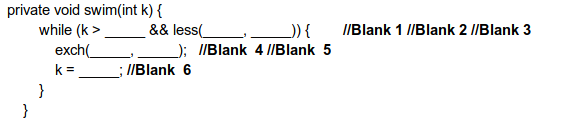 private void swim(int k) {
while (k > _____ && less(_____, _____)) { //Blank 1 //Blank 2 //Blank 3
exch(_____, _____); //Blank 4 //Blank 5
k = _____; //Blank 6
}
}